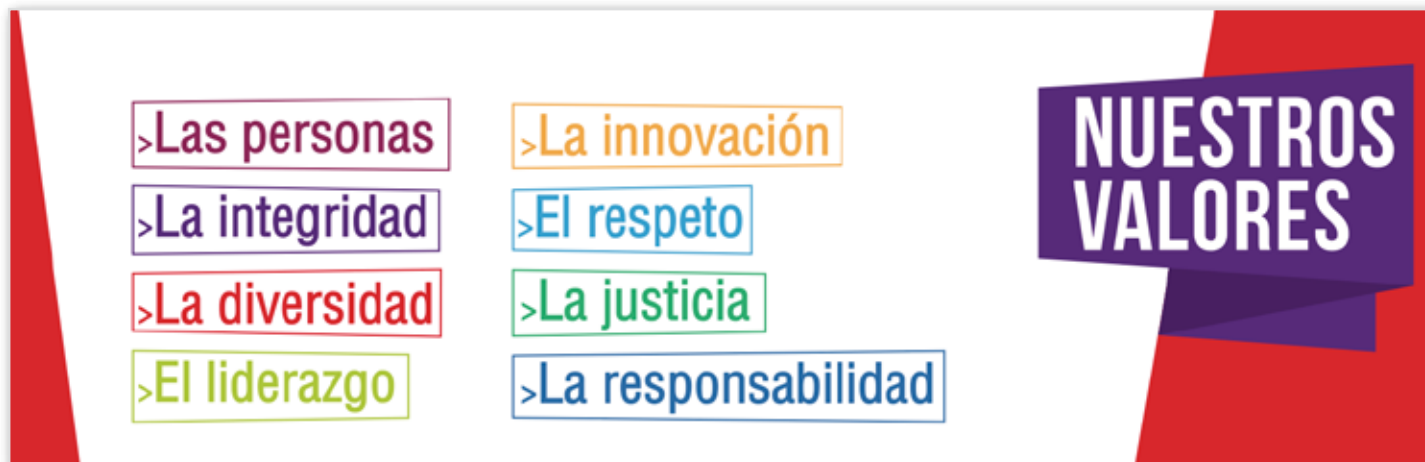 >Las personas
>La integridad
>La diversidad
>El liderazgo
>La innovación
>El respeto
>La justicia
>La responsabilidad
NUESTROS
VALORES